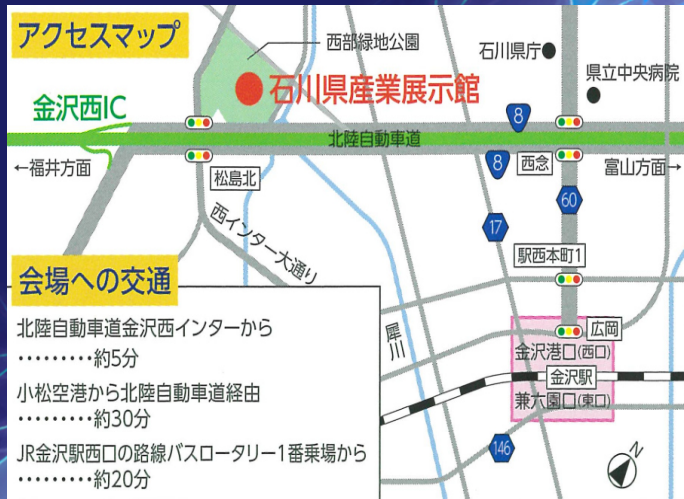 アクセスマップ
西部緑地公園
石川県庁
県立中央病院
石川県産業展示館
金沢西IC
8
北陸自動車道
←福井方面
松島北
8
西念
富山方面→
60
西インター大通り
17
駅西本町1
会場への交通
北陸自動車道金沢西インターから
………約5分
小松空港から北陸自動車道経由
………約30分
JR金沢駅西口の路線バスロータリー1番乗場から
………約20分
犀川
広岡
金沢港口(西口)
金沢駅
兼六園口(東口)
146
N